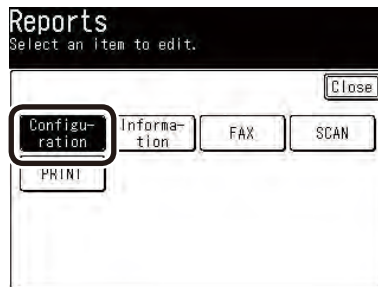 Reports
Select an item to edit.
Close
Configu-
ration
Informa-
tion
FAX
SCAN
PRINT